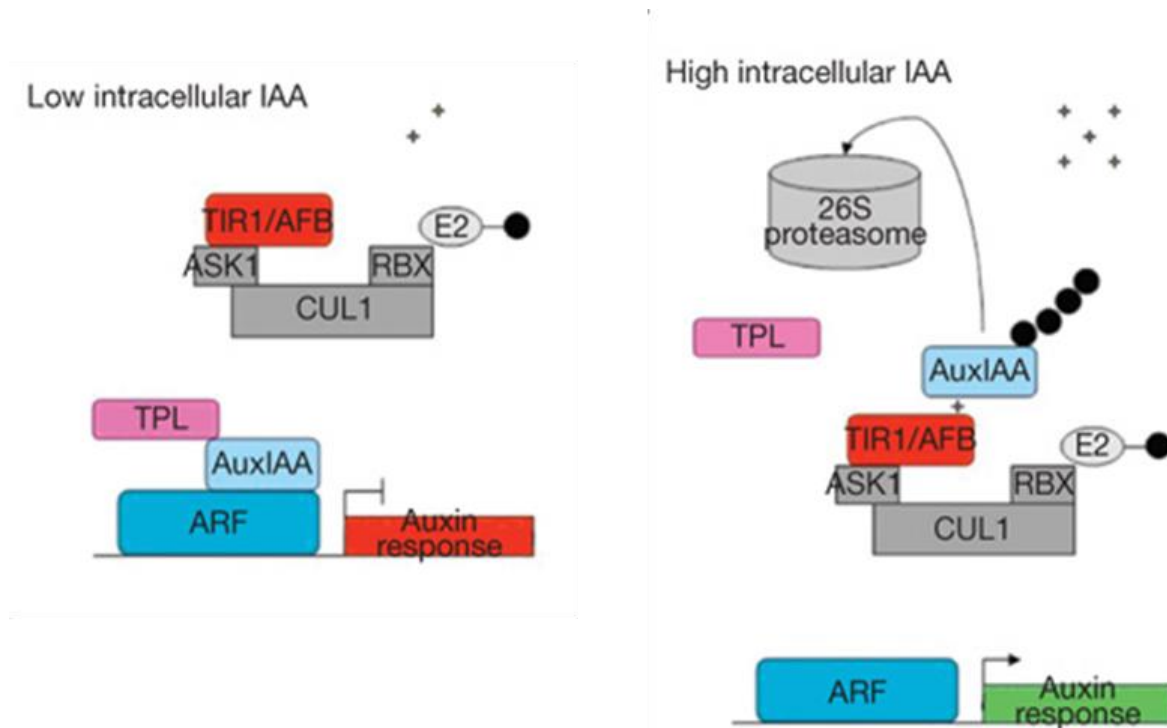 Low intracellular IAA
TIR1/AFB
E2
ASK1
RBX
CUL1
TPL
AuxIAA
ARF
Auxin
response
High intracellular IAA
26S
proteasome
TPL
AuxIAA
TIR1/AFB
E2
ASK1
RBX
CUL1
ARF
Auxin
response